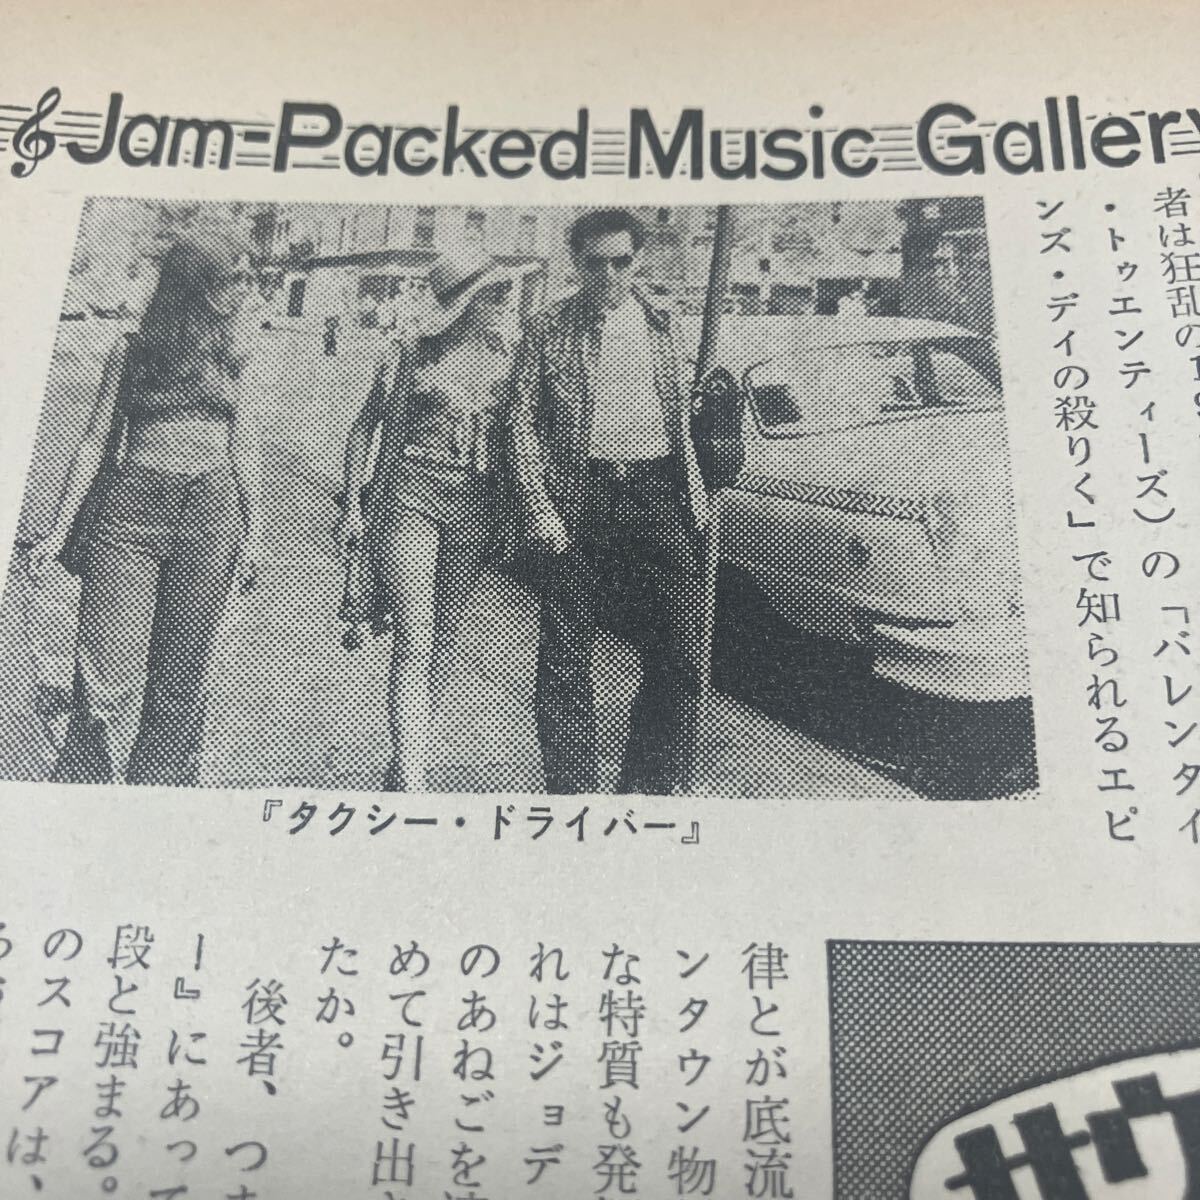 Jam-Packed Music Gallery
者は狂乱の19
・トゥエンティーズ）の「バレンタイ
ンズ・デイの殺りく」で知られるエピ
『タクシー・ドライバー』
律とが底流
ンタウン物
な特質も発
れはジョデ
のあねごを
めて引き出
たか。
後者、つ
ー』にあって
段と強まる。
のスコアは、
サウ